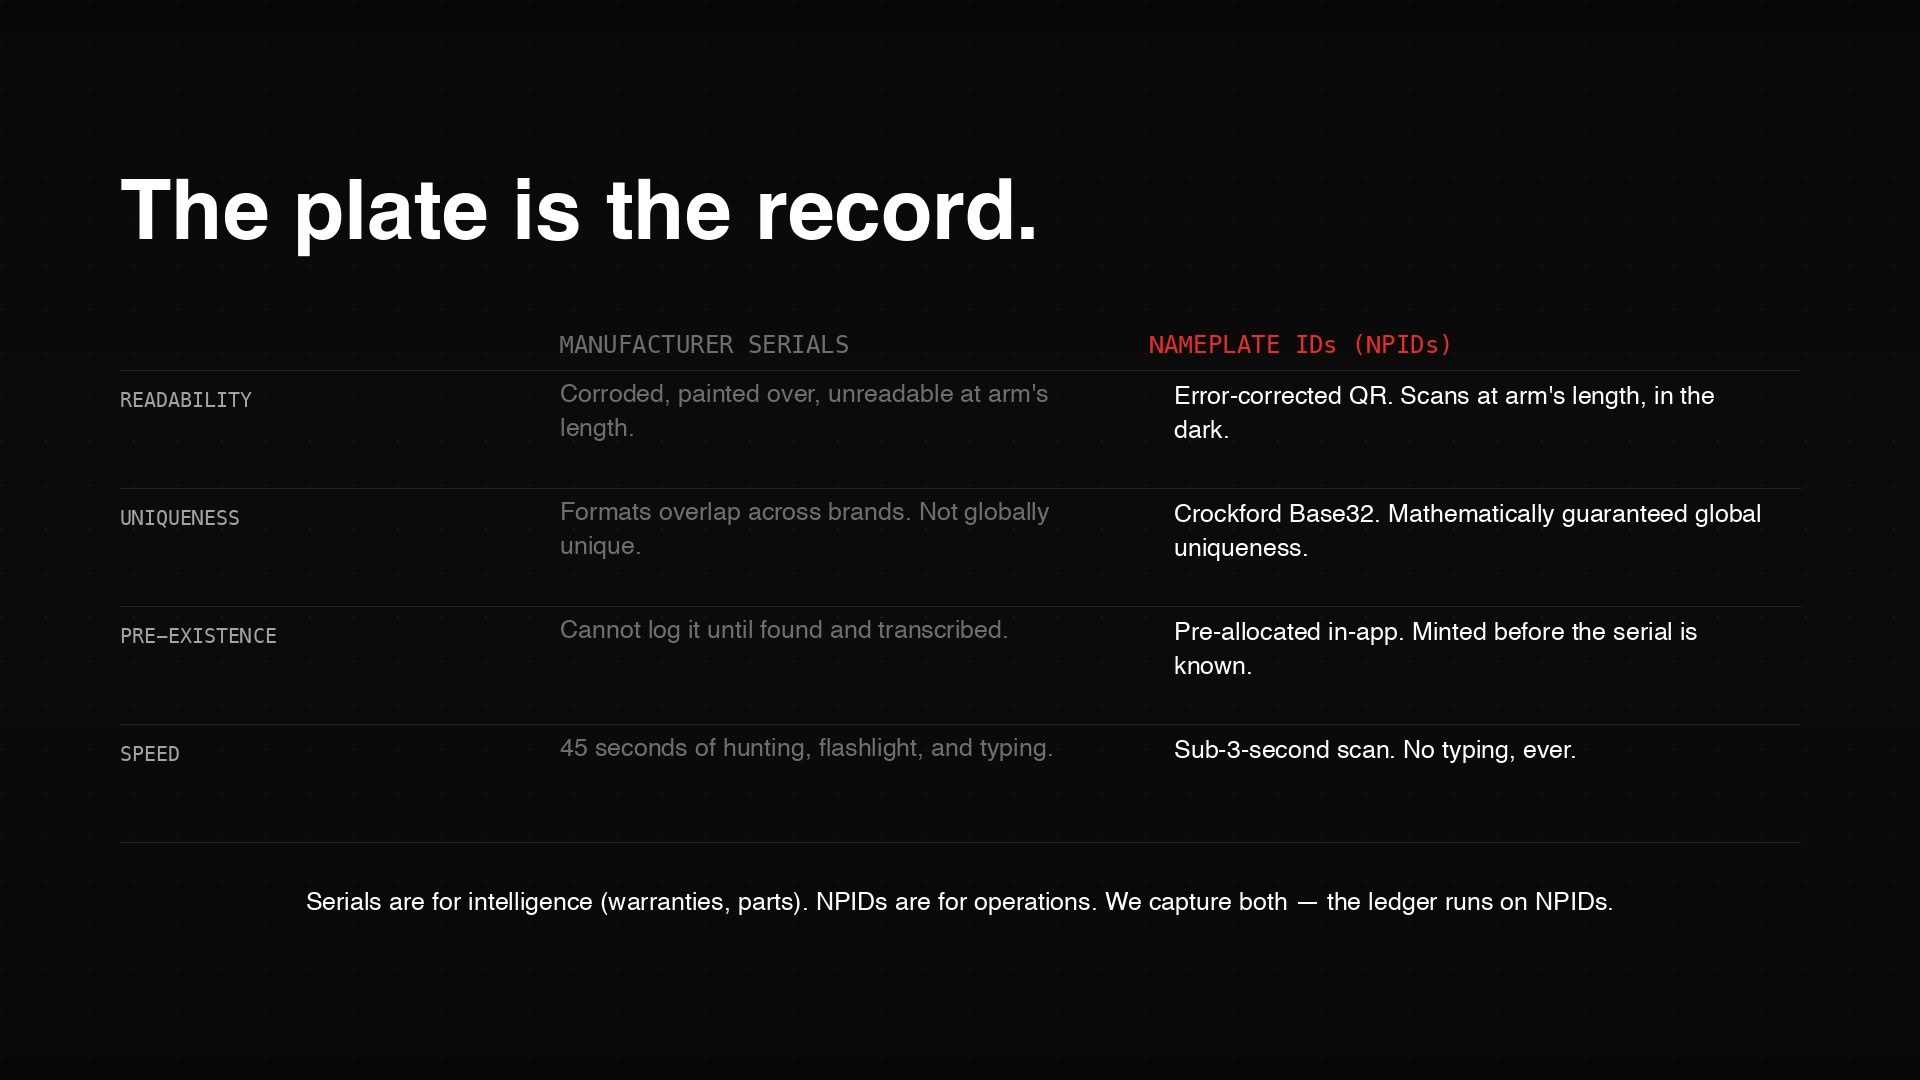 The plate is the record.
MANUFACTURER SERIALS
NAMEPLATE IDs (NPIDs)
READABILITY
Corroded, painted over, unreadable at arm's
length.
Error-corrected QR. Scans at arm's length, in the
dark.
UNIQUENESS
Formats overlap across brands. Not globally
unique.
Crockford Base32. Mathematically guaranteed global
uniqueness.
PRE–EXISTENCE
Cannot log it until found and transcribed.
Pre-allocated in-app. Minted before the serial is
known.
SPEED
45 seconds of hunting, flashlight, and typing.
Sub-3-second scan. No typing, ever.
Serials are for intelligence (warranties, parts). NPIDs are for operations. We capture both — the ledger runs on NPIDs.